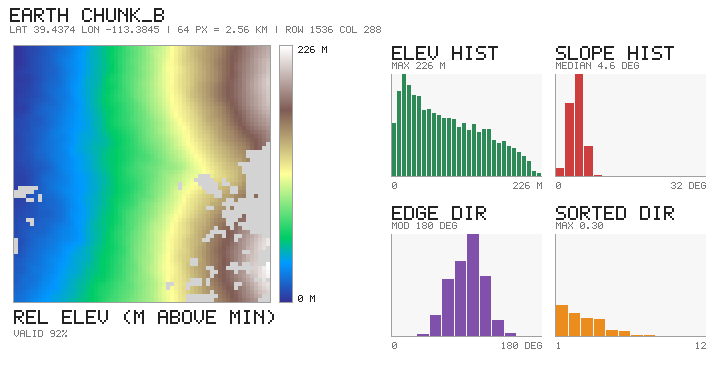 EARTH CHUNK_B
LAT 39.4374 LON -113.3845 | 64 PX = 2.56 KM | ROW 1536 COL 288
226 M
0 M
REL ELEV (M ABOVE MIN)
VALID 92%
ELEV HIST
MAX 226 M
0 226 M
SLOPE HIST
MEDIAN 4.6 DEG
0 32 DEG
EDGE DIR
MOD 180 DEG
0 180 DEG
SORTED DIR
MAX 0.30
1 12